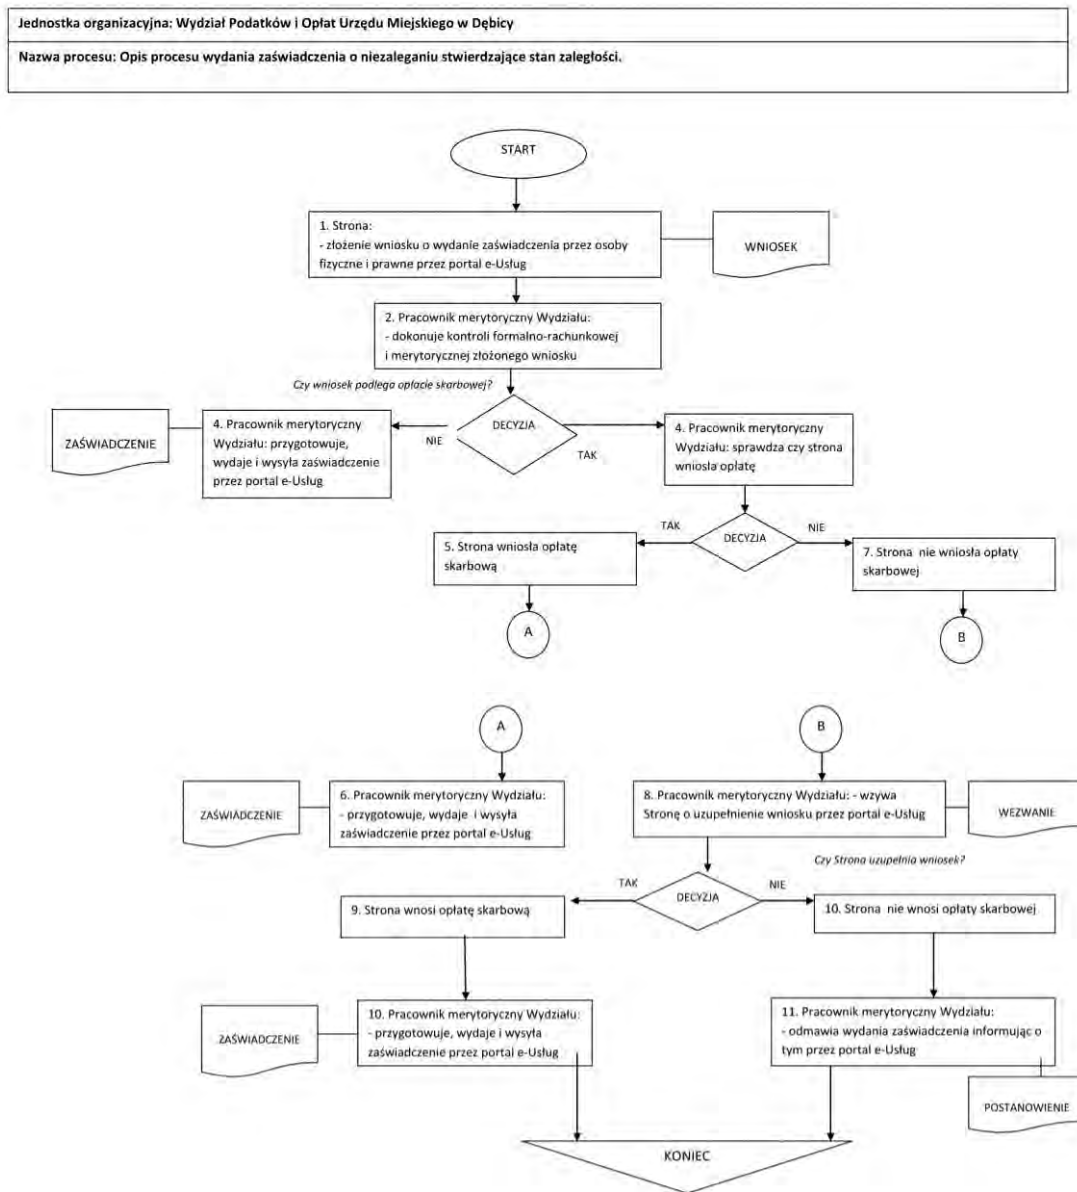 Jednostka organizacyjna: Wydział Podatków i Opłat Urzędu Miejskiego w Dębicy
Nazwa procesu: Opis procesu wydania zaświadczenia o niezaleganiu stwierdzające stan zaległości.
START
1. Strona:
- złożenie wniosku o wydanie zaświadczenia przez osoby
fizyczne i prawne przez portal e-Usług
WNIOSEK
2. Pracownik merytoryczny Wydziału:
- dokonuje kontroli formalno-rachunkowej
i merytorycznej złożonego wniosku
Czy wniosek podlega opłacie skarbowej?
ZAŚWIADCZENIE
4. Pracownik merytoryczny
Wydziału: przygotowuje,
wydaje i wysyła zaświadczenie
przez portal e-Usług
NIE
DECYZJA
TAK
4. Pracownik merytoryczny
Wydziału: sprawdza czy strona
wniosła opłatę
TAK
DECYZJA
NIE
5. Strona wniosła opłatę
skarbową
7. Strona nie wniosła opłaty
skarbowej
A
B
A
B
ZAŚWIADCZENIE
6. Pracownik merytoryczny Wydziału:
- przygotowuje, wydaje i wysyła
zaświadczenie przez portal e-Usług
8. Pracownik merytoryczny Wydziału: - wzywa
Stronę o uzupełnienie wniosku przez portal e-Usług
WEZWANIE
Czy Strona uzupełnia wniosek?
TAK
DECYZJA
NIE
9. Strona wnosi opłatę skarbową
10. Strona nie wnosi opłaty skarbowej
ZAŚWIADCZENIE
10. Pracownik merytoryczny Wydziału:
- przygotowuje, wydaje i wysyła
zaświadczenie przez portal e-Usług
11. Pracownik merytoryczny Wydziału:
- odmawia wydania zaświadczenia informując o
tym przez portal e-Usług
POSTANOWIENIE
KONIEC